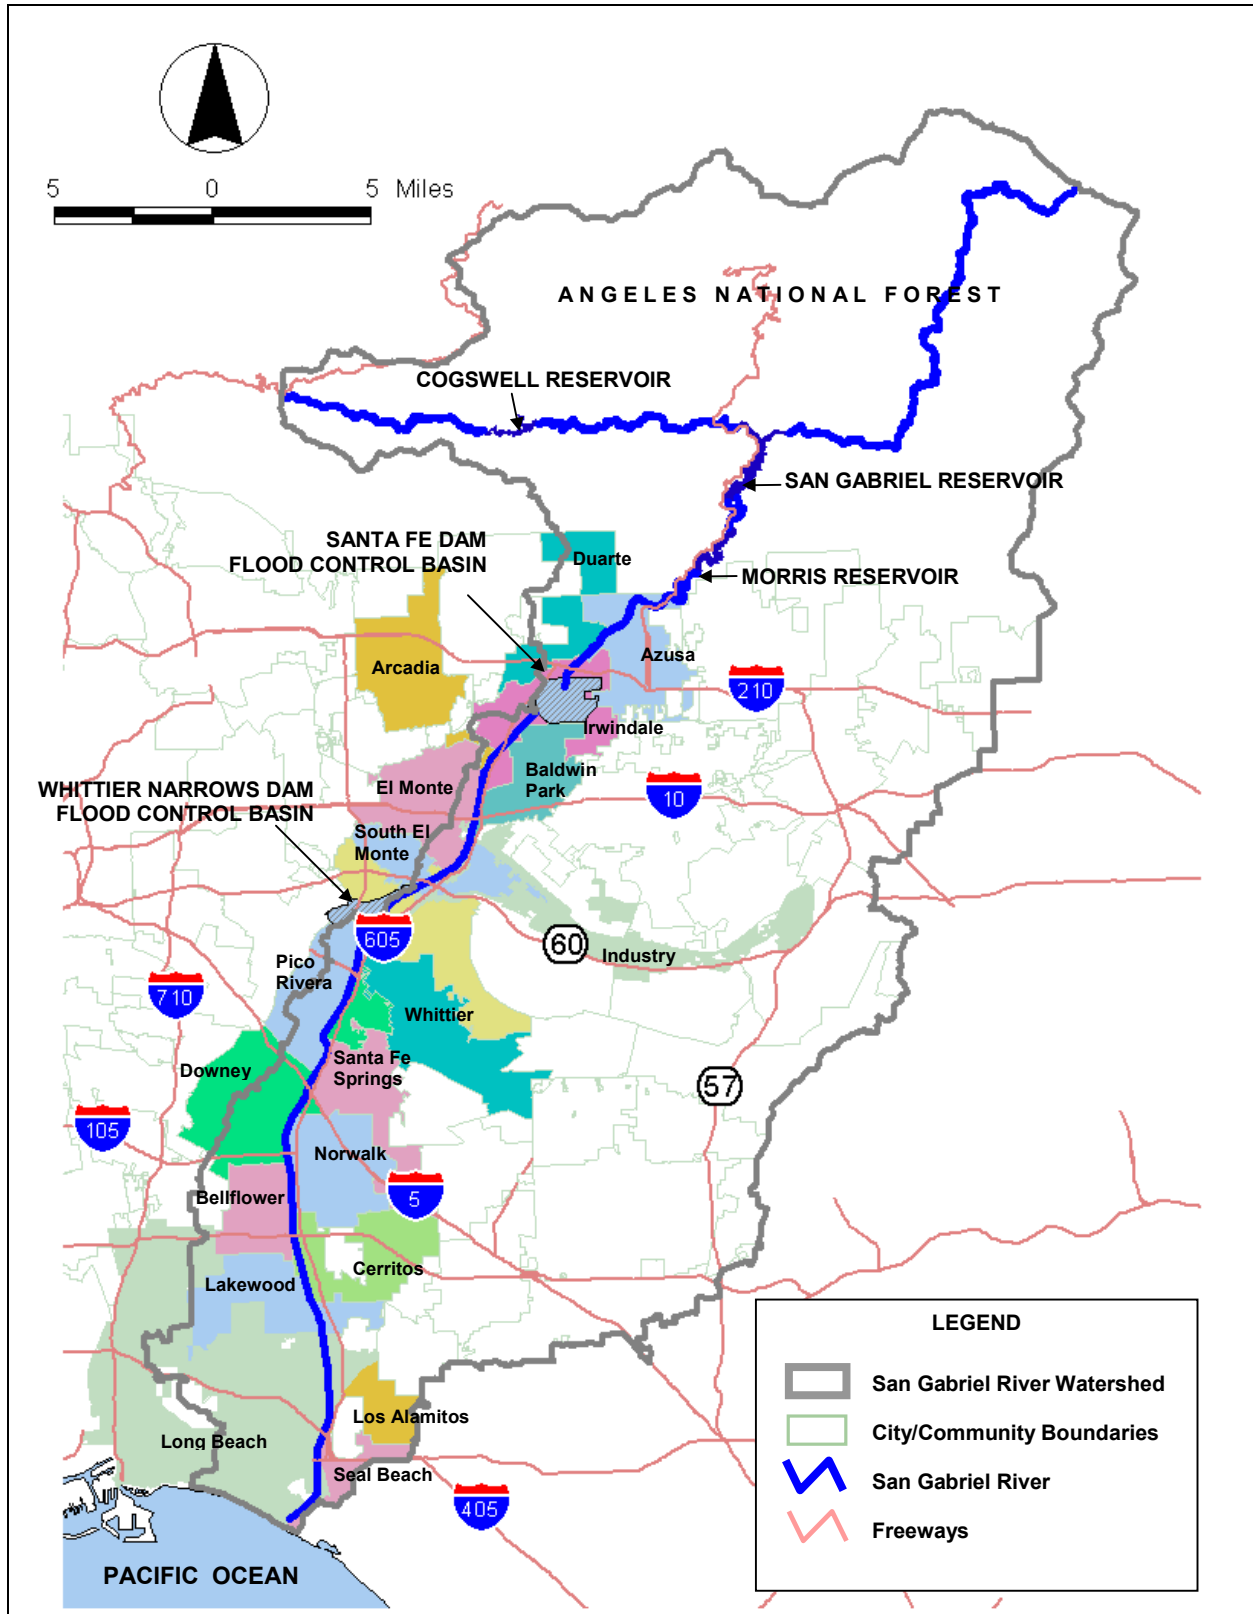 5 0 5 Miles
ANGELES NATIONAL FOREST
COGSWELL RESERVOIR
SAN GABRIEL RESERVOIR
SANTA FE DAM
FLOOD CONTROL BASIN
Duarte
MORRIS RESERVOIR
Arcadia
Azusa
210
Irwindale
WHITTIER NARROWS DAM
FLOOD CONTROL BASIN
El Monte
Baldwin
Park
10
South El
Monte
605
60
Industry
Pico
Rivera
710
Whittier
Santa Fe
Springs
Downey
57
105
Norwalk
Bellflower
5
Cerritos
Lakewood
Los Alamitos
Long Beach
Seal Beach
405
PACIFIC OCEAN
LEGEND
San Gabriel River Watershed
City/Community Boundaries
San Gabriel River
Freeways